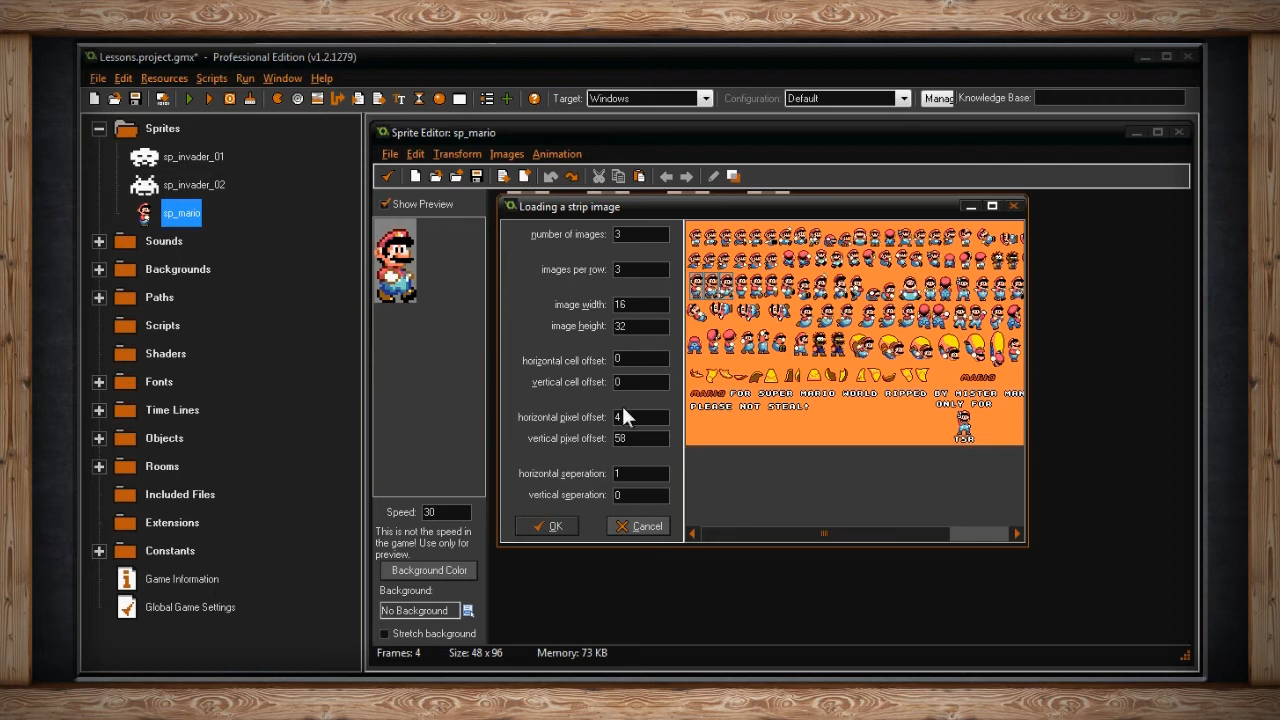 Lessons.project.gmx* - Professional Edition (v1.2.1279)
File Edit Resources Scripts Run Window Help
Target: Windows Configuration: Default Manag Knowledge Base:
Sprites
sp_invader_01
sp_invader_02
sp_mario
Sounds
Backgrounds
Paths
Scripts
Shaders
Fonts
Time Lines
Objects
Rooms
Included Files
Extensions
Constants
Game Information
Global Game Settings
Sprite Editor: sp_mario
File Edit Transform Images Animation
Show Preview
Speed: 30
This is not the speed in
the game! Use only for
preview.
Background Color
Background:
No Background
Stretch background
Frames: 4 Size: 48 x 96 Memory: 73 KB
Loading a strip image
number of images: 3
images per row: 3
image width: 16
image height: 32
horizontal cell offset: 0
vertical cell offset: 0
horizontal pixel offset: 4
vertical pixel offset: 58
horizontal seperation: 1
vertical seperation: 0
OK Cancel
MARIO
MARIO FOR SUPER MARIO WORLD RIPPED BY MISTER MAN
PLEASE NOT STEAL!
ONLY FOR
TSR